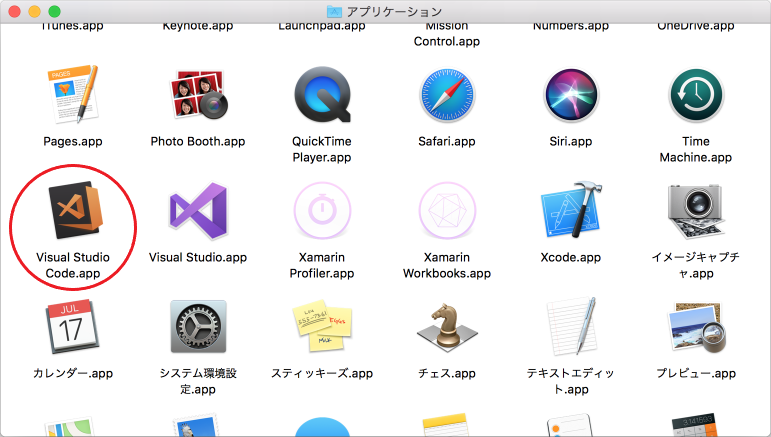 アプリケーション
iTunes.app
Keynote.app
Launchpad.app
Mission
Control.app
Numbers.app
OneDrive.app
PAGES
Pages.app
Photo Booth.app
QuickTime
Player.app
Safari.app
Siri.app
Time
Machine.app
Visual Studio
Code.app
Visual Studio.app
Xamarin
Profiler.app
Xamarin
Workbooks.app
Xcode.app
イメージキャプチ
ャ.app
JUL
17
カレンダー.app
システム環境設
定.app
スティッキーズ.app
チェス.app
テキストエディッ
ト.app
プレビュー.app